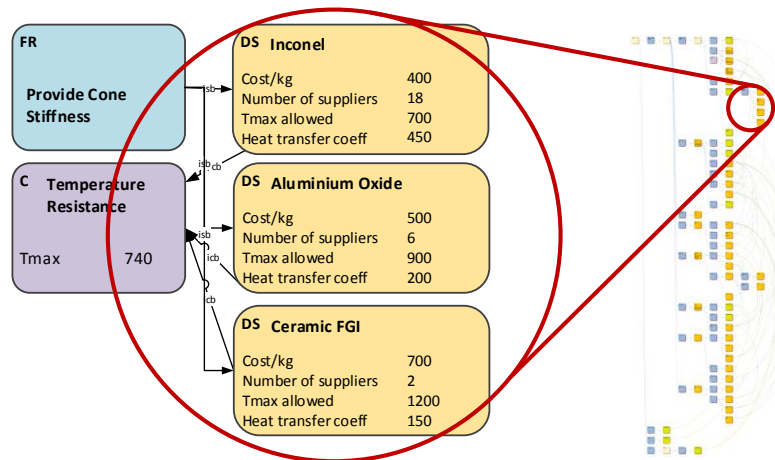 FR
Provide Cone
Stiffness
C Temperature
Resistance
Tmax 740
DS Inconel
Cost/kg 400
Number of suppliers 18
Tmax allowed 700
Heat transfer coeff 450
DS Aluminium Oxide
Cost/kg 500
Number of suppliers 6
Tmax allowed 900
Heat transfer coeff 200
DS Ceramic FGI
Cost/kg 700
Number of suppliers 2
Tmax allowed 1200
Heat transfer coeff 150
isb
isb
icb
isb
icb
icb